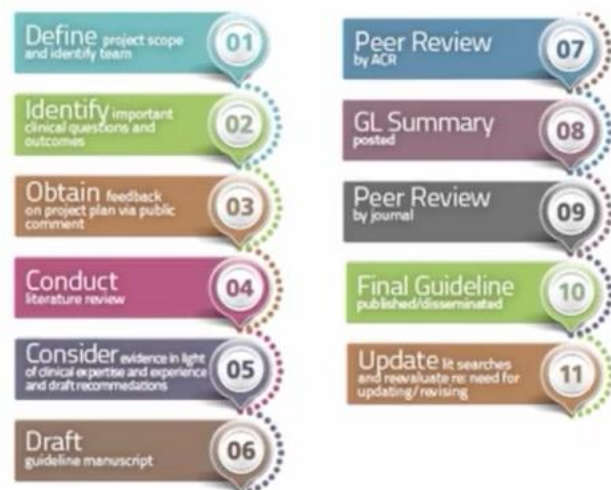 Define project scope
and identify team
01
Identify important
clinical questions and
outcomes
02
Obtain feedback
on project plan via public
comment
03
Conduct
literature review
04
Consider evidence in light
of clinical expertise and experience
and draft recommedations
05
Draft
guideline manuscript
06
Peer Review
by ACR
07
GL Summary
posted
08
Peer Review
by journal
09
Final Guideline
published/disseminated
10
Update lit searches
and reevaluate re: need for
updating/revising
11